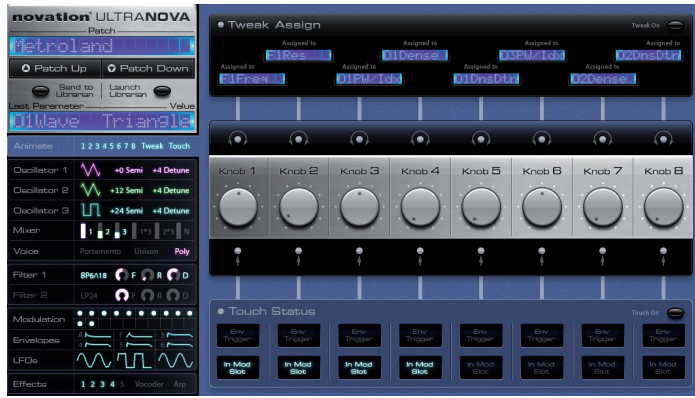 novation ULTRANOVA
Patch
Metroland
Patch Up Patch Down
Send to Librarian
Launch Librarian
Last Parameter Value
O1Wave Triangle
Animate 1 2 3 4 5 6 7 8 Tweak Touch
Oscillator 1 +0 Semi +4 Detune
Oscillator 2 +12 Semi +4 Detune
Oscillator 3 +24 Semi +4 Detune
Mixer 1 2 3 1*3 2*3 N
Voice Portamento Unison Poly
Filter 1 BP6/\18 F R D
Filter 2 LP24 F R D
Modulation
Envelopes A F 3
4 5 6
LFOs
Effects 1 2 3 4 5 Vocoder Arp
Tweak Assign Tweak On
Assigned to Assigned to Assigned to Assigned to
F1Res O1Dense O3PW/Idx O2DnsDtn
Assigned to Assigned to Assigned to Assigned to
F1Freq O1PW/Idx O1DnsDtn O2Dense
Knob 1 Knob 2 Knob 3 Knob 4 Knob 5 Knob 6 Knob 7 Knob 8
Touch Status Touch On
Env Trigger Env Trigger Env Trigger Env Trigger Env Trigger Env Trigger Env Trigger Env Trigger
In Mod Slot In Mod Slot In Mod Slot In Mod Slot In Mod Slot In Mod Slot In Mod Slot In Mod Slot